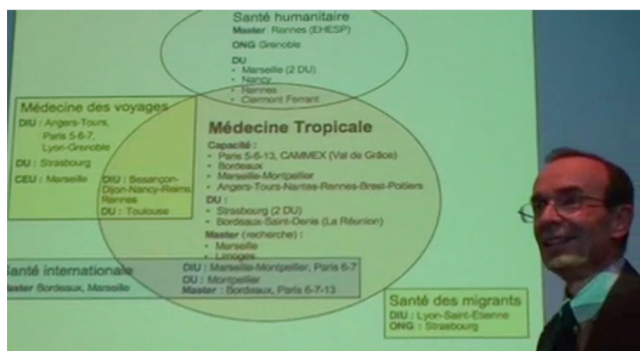 Santé humanitaire
Master Rennes (EHESP)
ONG Grenoble
DU
• Marseille (2 DU)
• Nancy
• Rennes
• Clermont Ferrant
Médecine des voyages
DIU : Angers-Tours,
Paris 5-6-7,
Lyon-Grenoble
DU : Strasbourg
CEU : Marseille
DIU : Besançon-
Dijon-Nancy-Reims
Rennes
DU : Toulouse
Médecine Tropicale
Capacité :
• Paris 5-6-13, CAMMEX (Val de Grâce)
• Bordeaux
• Marseille-Montpellier
• Angers-Tours-Nantes-Rennes-Brest-Poitiers
DU :
• Strasbourg (2 DU)
• Bordeaux-Saint-Denis (La Réunion)
Master (recherche) :
• Marseille
• Limoges
Santé internationale
Master Bordeaux, Marseille
DIU : Marseille-Montpellier, Paris 6-7
DU : Montpellier
Master : Bordeaux, Paris 6-7-13
Santé des migrants
DIU : Lyon-Saint-Etienne
ONG : Strasbourg